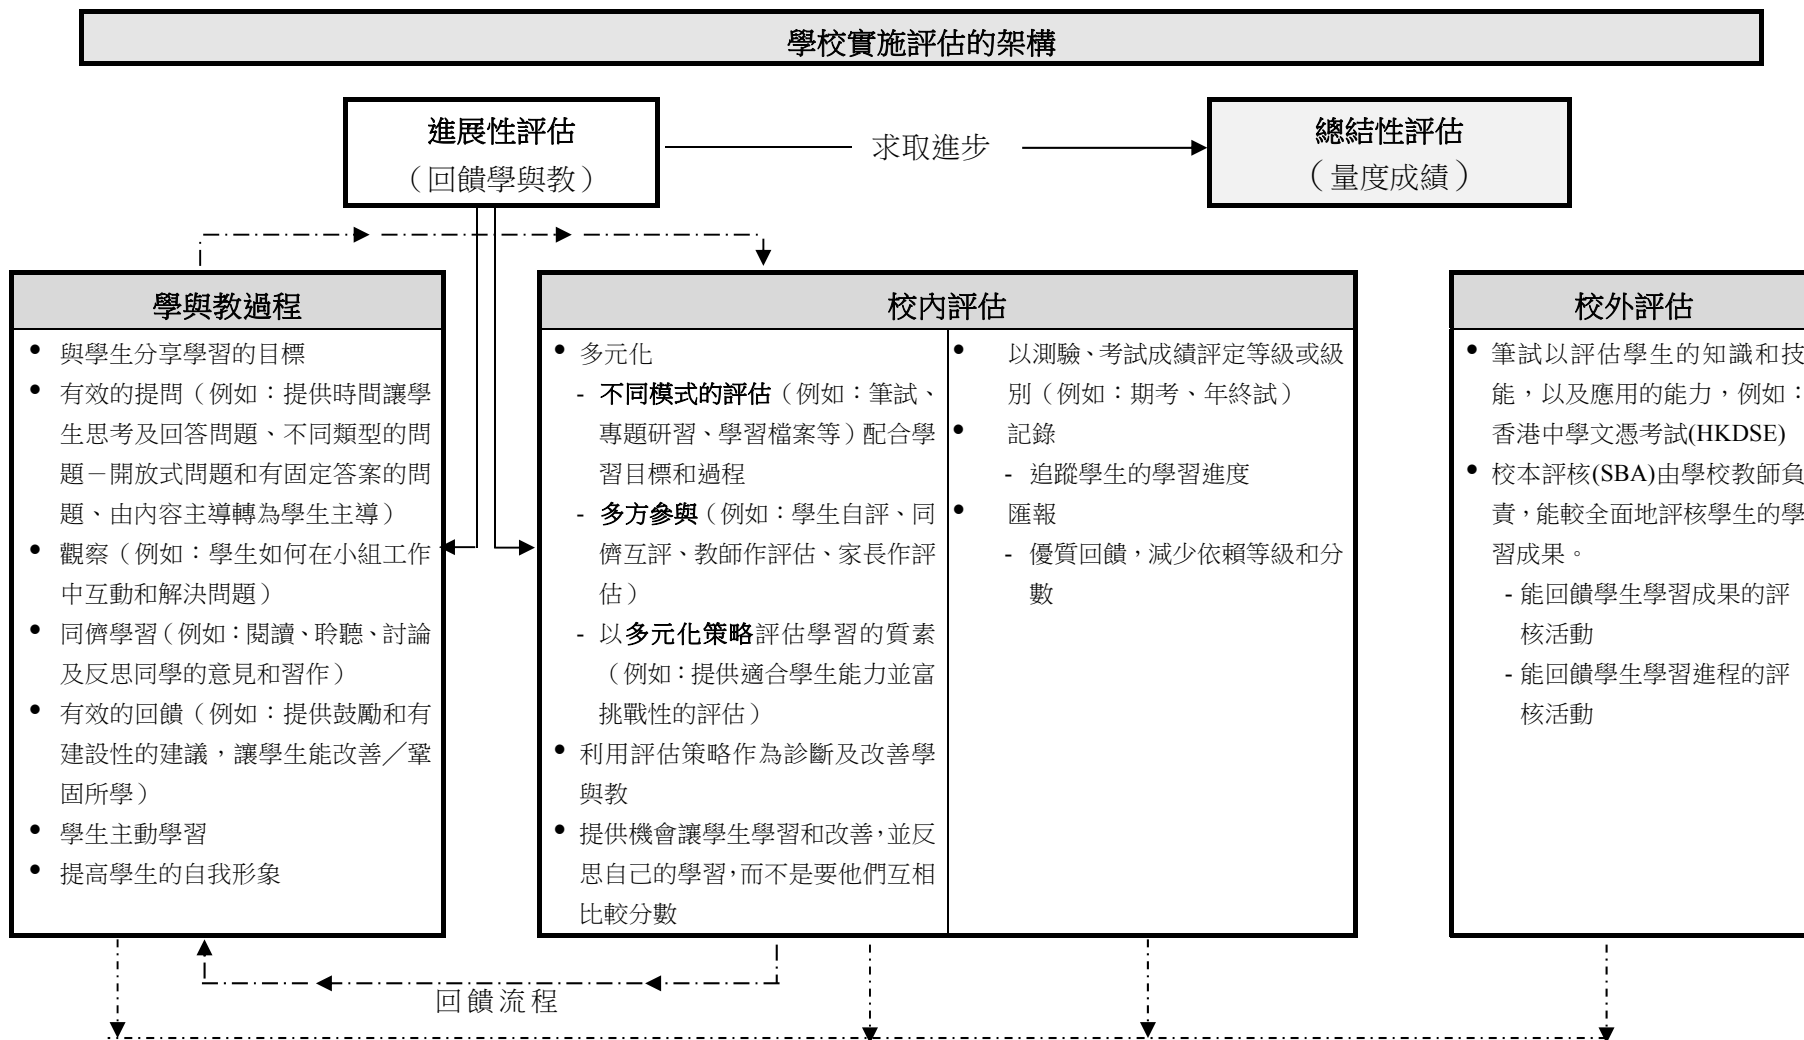 學校實施評估的架構
進展性評估
（回饋學與教）
求取進步
總結性評估
（量度成績）
學與教過程
• 與學生分享學習的目標
• 有效的提問（例如：提供時間讓學
生思考及回答問題、不同類型的問
題－開放式問題和有固定答案的問
題、由內容主導轉為學生主導）
• 觀察（例如：學生如何在小組工作
中互動和解決問題）
• 同儕學習（例如：閱讀、聆聽、討論
及反思同學的意見和習作）
• 有效的回饋（例如：提供鼓勵和有
建設性的建議，讓學生能改善／鞏
固所學）
• 學生主動學習
• 提高學生的自我形象
校內評估
• 多元化
- 不同模式的評估（例如：筆試、
專題研習、學習檔案等）配合學
習目標和過程
- 多方參與（例如：學生自評、同
儕互評、教師作評估、家長作評
估）
- 以多元化策略評估學習的質素
（例如：提供適合學生能力並富
挑戰性的評估）
• 利用評估策略作為診斷及改善學
與教
• 提供機會讓學生學習和改善，並反
思自己的學習，而不是要他們互相
比較分數
• 以測驗、考試成績評定等級或級
別（例如：期考、年終試）
• 記錄
- 追蹤學生的學習進度
• 匯報
- 優質回饋，減少依賴等級和分
數
校外評估
• 筆試以評估學生的知識和技
能，以及應用的能力，例如：
香港中學文憑考試(HKDSE)
• 校本評核(SBA)由學校教師負
責，能較全面地評核學生的學
習成果。
- 能回饋學生學習成果的評
核活動
- 能回饋學生學習進程的評
核活動
回饋流程